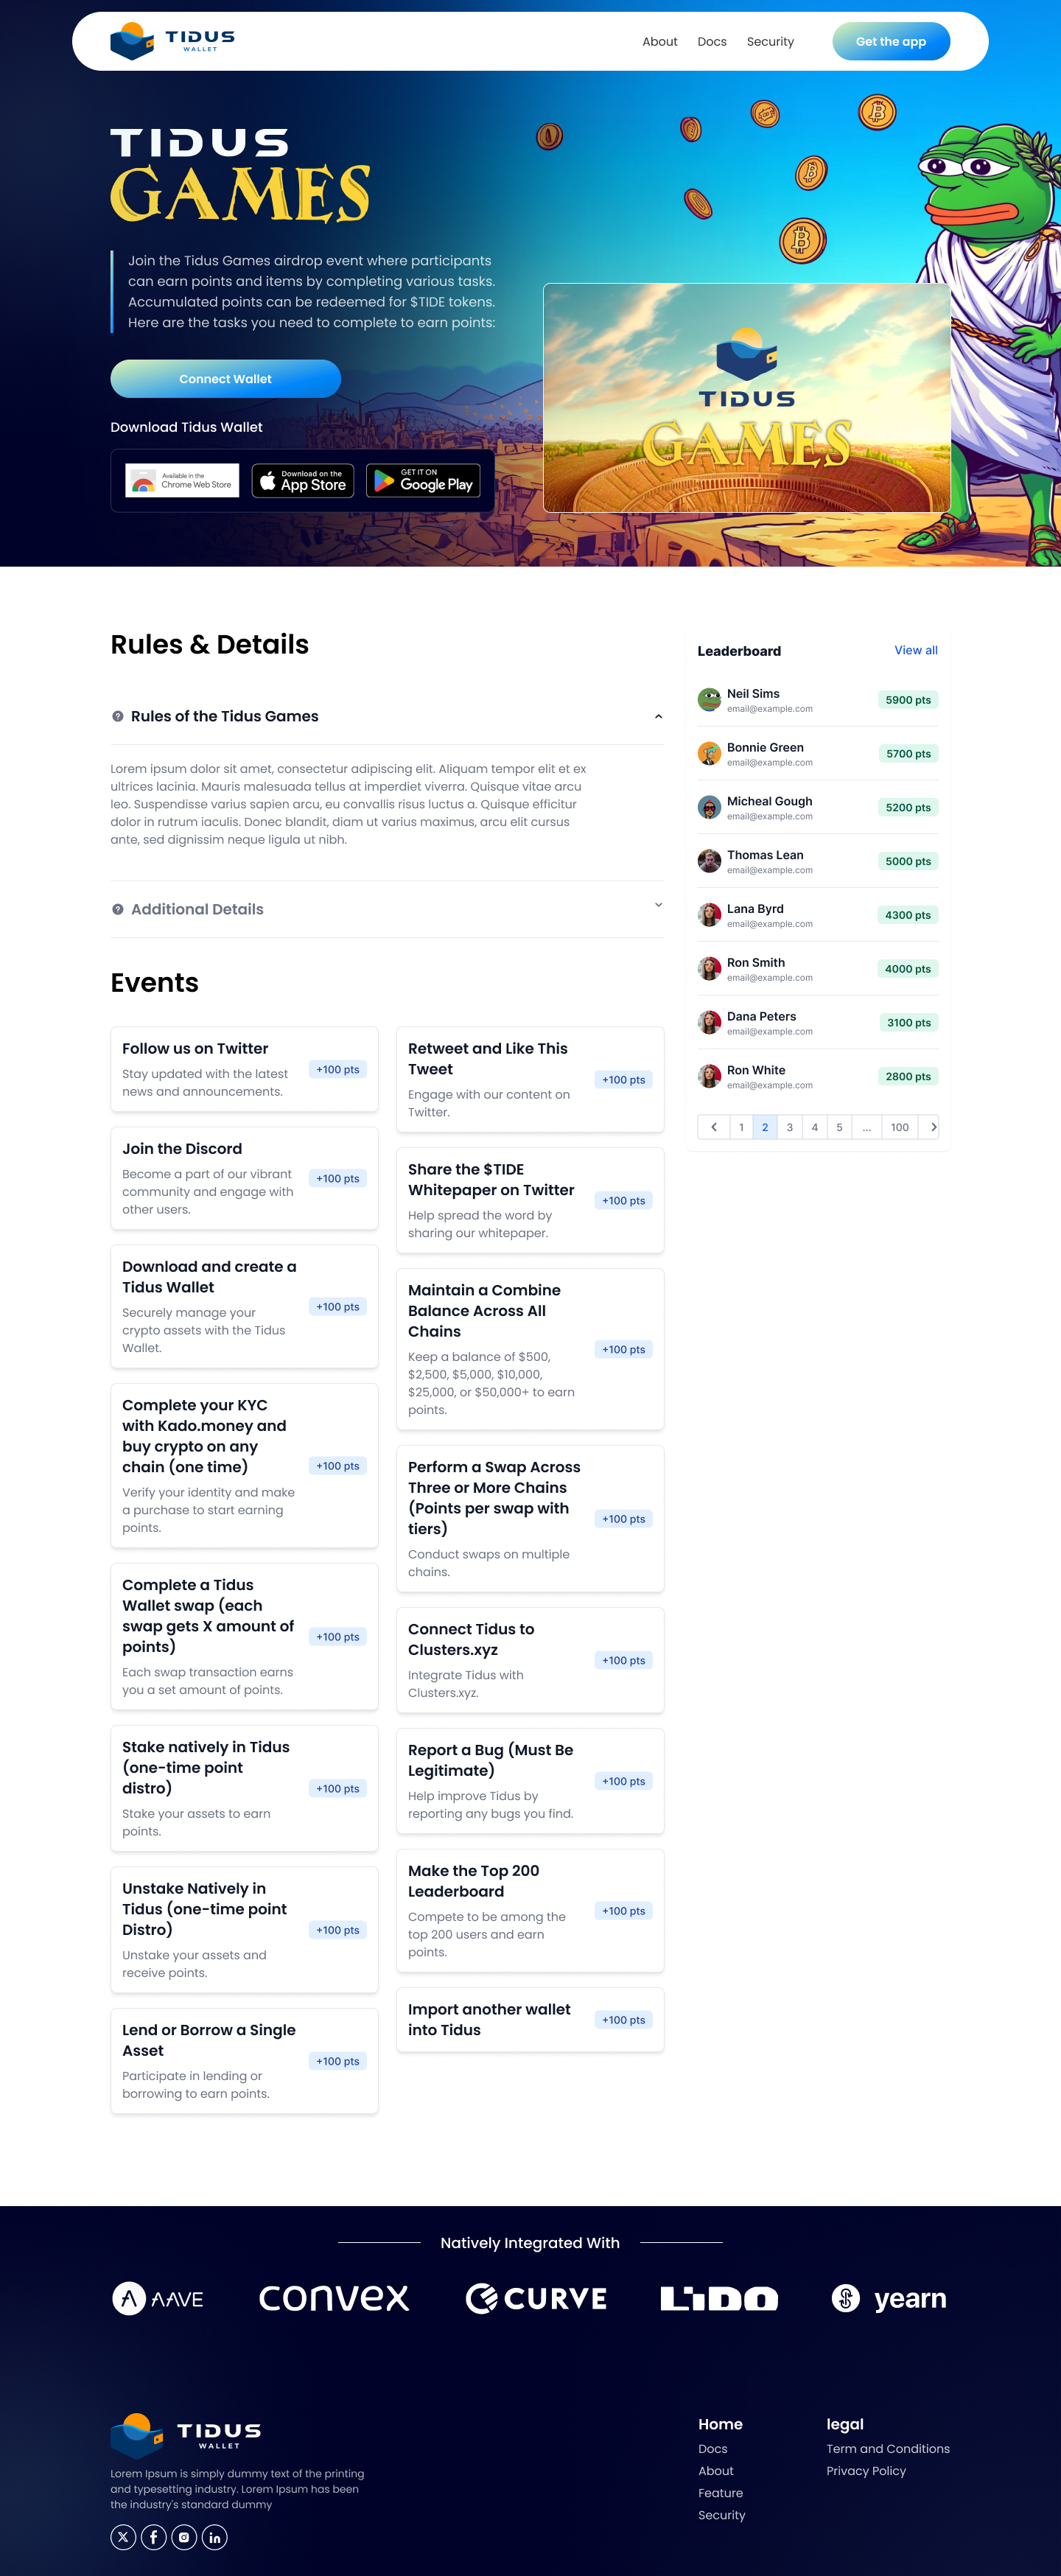 TIDUS
WALLET
About
Docs
Security
Get the app
TIDUS
GAMES
Join the Tidus Games airdrop event where participants
can earn points and items by completing various tasks.
Accumulated points can be redeemed for $TIDE tokens.
Here are the tasks you need to complete to earn points:
Connect Wallet
Download Tidus Wallet
Available in the
Chrome Web Store
Download on the
App Store
GET IT ON
Google Play
TIDUS
GAMES
Rules & Details
Rules of the Tidus Games
Lorem ipsum dolor sit amet, consectetur adipiscing elit. Aliquam tempor elit et ex
ultrices lacinia. Mauris malesuada tellus at imperdiet viverra. Quisque vitae arcu
leo. Suspendisse varius sapien arcu, eu convallis risus luctus a. Quisque efficitur
dolor in rutrum iaculis. Donec blandit, diam ut varius maximus, arcu elit cursus
ante, sed dignissim neque ligula ut nibh.
Additional Details
Leaderboard
View all
Neil Sims
email@example.com
5900 pts
Bonnie Green
email@example.com
5700 pts
Micheal Gough
email@example.com
5200 pts
Thomas Lean
email@example.com
5000 pts
Lana Byrd
email@example.com
4300 pts
Ron Smith
email@example.com
4000 pts
Dana Peters
email@example.com
3100 pts
Ron White
email@example.com
2800 pts
1 2 3 4 5 ... 100
Events
Follow us on Twitter
Stay updated with the latest
news and announcements.
+100 pts
Join the Discord
Become a part of our vibrant
community and engage with
other users.
+100 pts
Download and create a
Tidus Wallet
Securely manage your
crypto assets with the Tidus
Wallet.
+100 pts
Complete your KYC
with Kado.money and
buy crypto on any
chain (one time)
Verify your identity and make
a purchase to start earning
points.
+100 pts
Complete a Tidus
Wallet swap (each
swap gets X amount of
points)
Each swap transaction earns
you a set amount of points.
+100 pts
Stake natively in Tidus
(one-time point
distro)
Stake your assets to earn
points.
+100 pts
Unstake Natively in
Tidus (one-time point
Distro)
Unstake your assets and
receive points.
+100 pts
Lend or Borrow a Single
Asset
Participate in lending or
borrowing to earn points.
+100 pts
Retweet and Like This
Tweet
Engage with our content on
Twitter.
+100 pts
Share the $TIDE
Whitepaper on Twitter
Help spread the word by
sharing our whitepaper.
+100 pts
Maintain a Combine
Balance Across All
Chains
Keep a balance of $500,
$2,500, $5,000, $10,000,
$25,000, or $50,000+ to earn
points.
+100 pts
Perform a Swap Across
Three or More Chains
(Points per swap with
tiers)
Conduct swaps on multiple
chains.
+100 pts
Connect Tidus to
Clusters.xyz
Integrate Tidus with
Clusters.xyz.
+100 pts
Report a Bug (Must Be
Legitimate)
Help improve Tidus by
reporting any bugs you find.
+100 pts
Make the Top 200
Leaderboard
Compete to be among the
top 200 users and earn
points.
+100 pts
Import another wallet
into Tidus
+100 pts
Natively Integrated With
AAVE
convex
CURVE
LiDO
yearn
TIDUS
WALLET
Lorem Ipsum is simply dummy text of the printing
and typesetting industry. Lorem Ipsum has been
the industry's standard dummy
Home
Docs
About
Feature
Security
legal
Term and Conditions
Privacy Policy